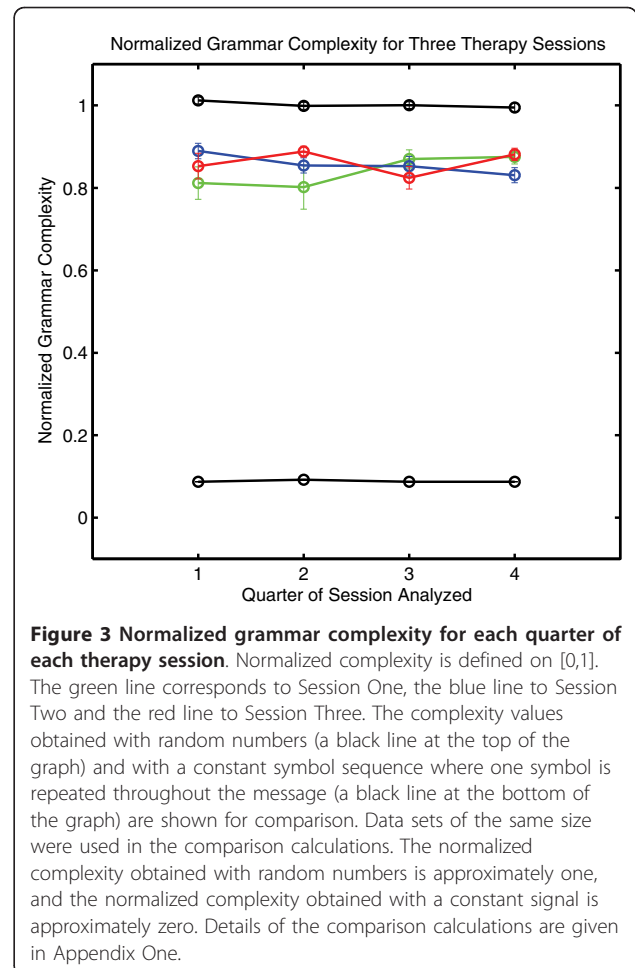 Normalized Grammar Complexity for Three Therapy Sessions
1
0.8
0.6
0.4
0.2
0
Normalized Grammar Complexity
1 2 3 4
Quarter of Session Analyzed
Figure 3 Normalized grammar complexity for each quarter of
each therapy session. Normalized complexity is defined on [0,1].
The green line corresponds to Session One, the blue line to Session
Two and the red line to Session Three. The complexity values
obtained with random numbers (a black line at the top of the
graph) and with a constant symbol sequence where one symbol is
repeated throughout the message (a black line at the bottom of
the graph) are shown for comparison. Data sets of the same size
were used in the comparison calculations. The normalized
complexity obtained with random numbers is approximately one,
and the normalized complexity obtained with a constant signal is
approximately zero. Details of the comparison calculations are given
in Appendix One.